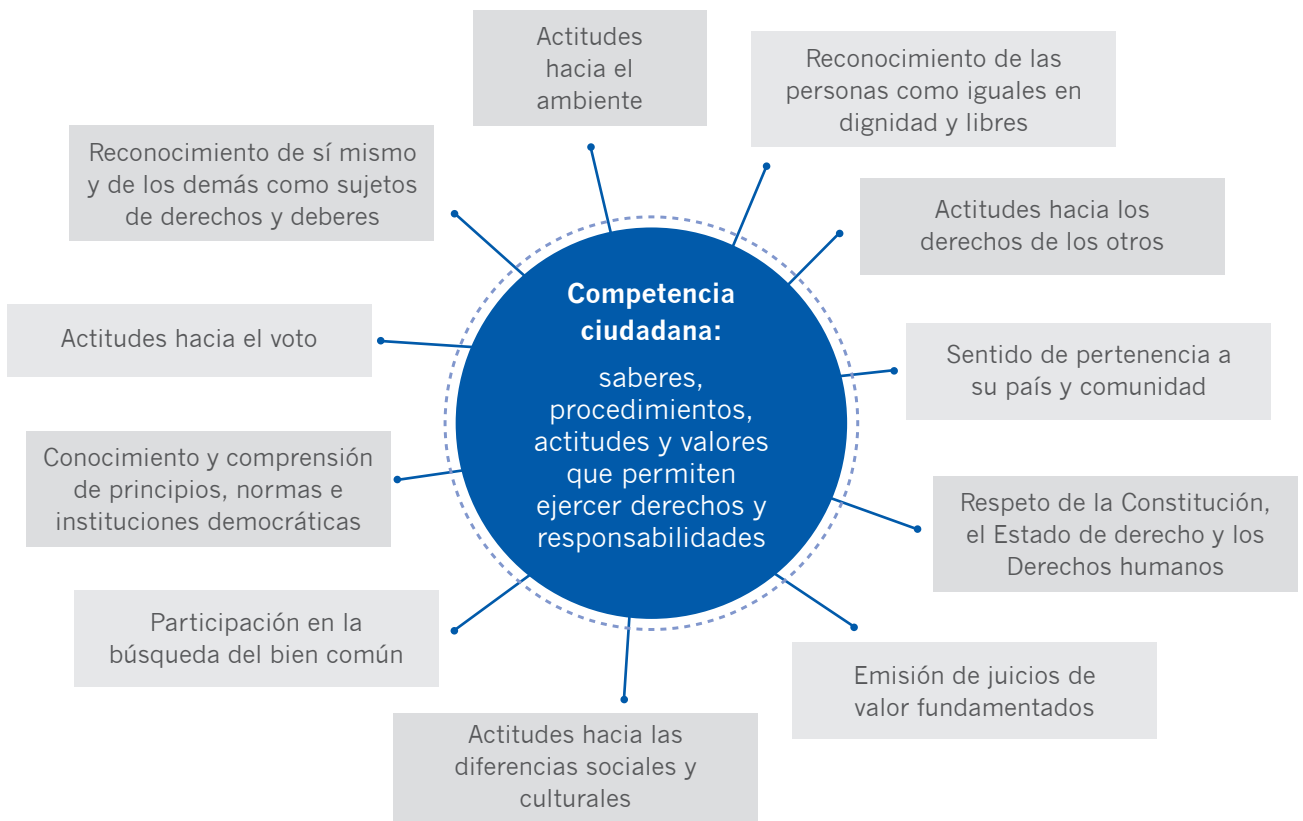 Actitudes
hacia el
ambiente
Reconocimiento de las
personas como iguales en
dignidad y libres
Reconocimiento de sí mismo
y de los demás como sujetos
de derechos y deberes
Actitudes hacia los
derechos de los otros
Competencia
ciudadana:
saberes,
procedimientos,
actitudes y valores
que permiten
ejercer derechos y
responsabilidades
Actitudes hacia el voto
Sentido de pertenencia a
su país y comunidad
Conocimiento y comprensión
de principios, normas e
instituciones democráticas
Respeto de la Constitución,
el Estado de derecho y los
Derechos humanos
Participación en la
búsqueda del bien común
Emisión de juicios de
valor fundamentados
Actitudes hacia las
diferencias sociales y
culturales